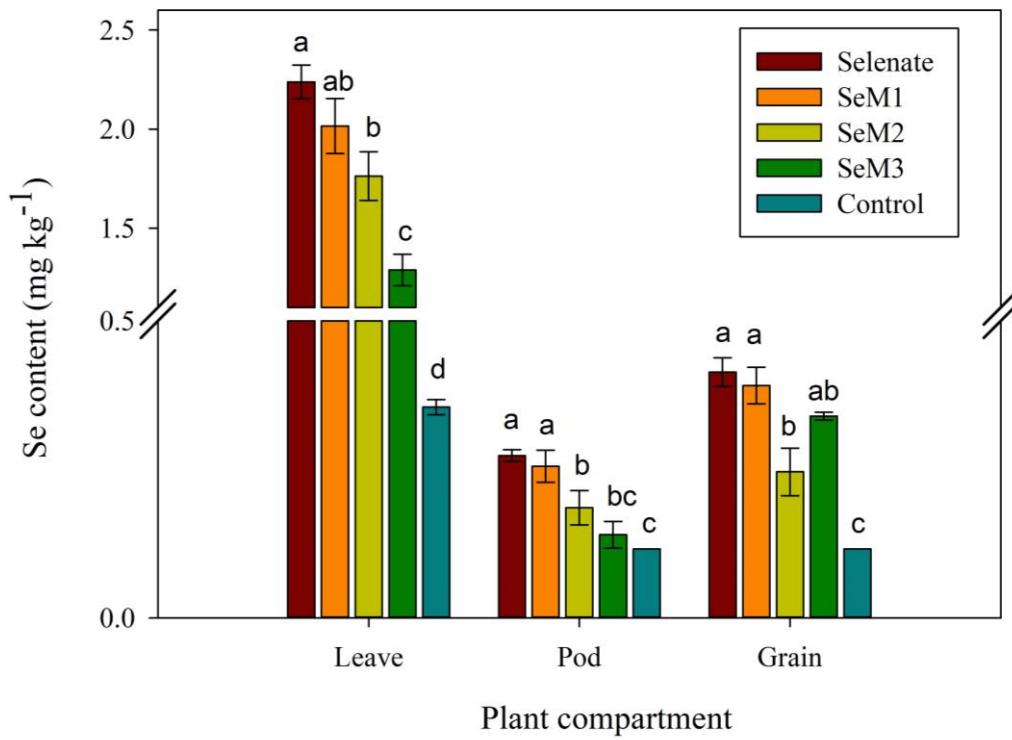 2.5
2.0
1.5
0.5
0.0
Se content (mg kg⁻¹)
Selenate
SeM1
SeM2
SeM3
Control
a
ab
b
c
d
a
a
b
bc
c
a
a
b
ab
c
Leave
Pod
Grain
Plant compartment